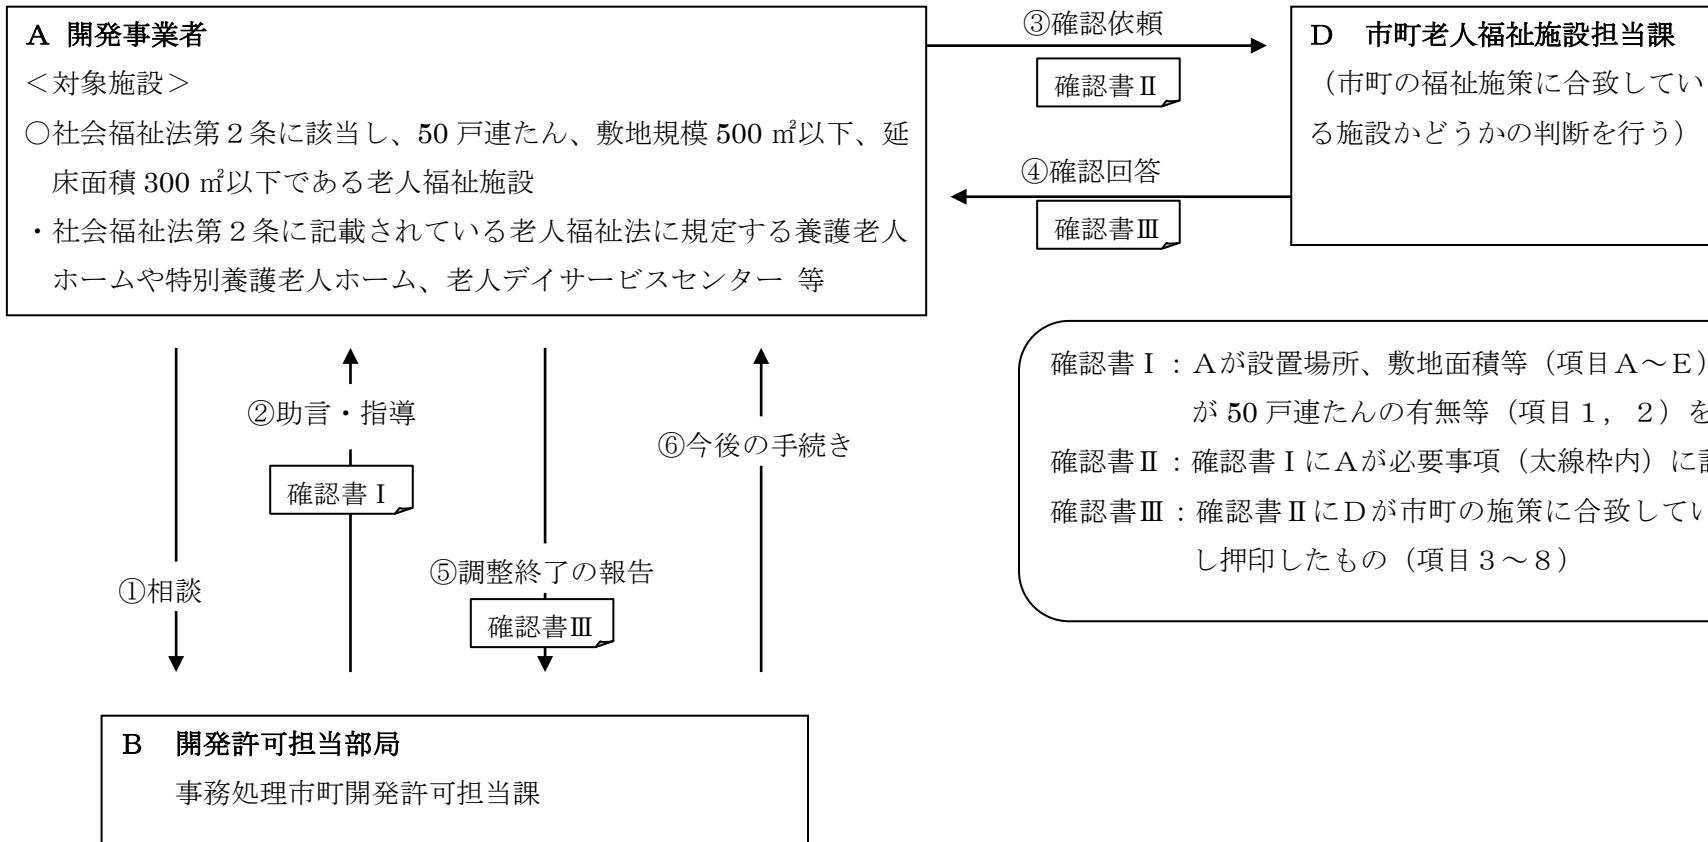 A 開発事業者
＜対象施設＞
○社会福祉法第２条に該当し、50 戸連たん、敷地規模 500 ㎡以下、延
床面積 300 ㎡以下である老人福祉施設
・社会福祉法第２条に記載されている老人福祉法に規定する養護老人
ホームや特別養護老人ホーム、老人デイサービスセンター 等
③確認依頼
確認書Ⅱ
④確認回答
確認書Ⅲ
D 市町老人福祉施設担当課
（市町の福祉施策に合致してい
る施設かどうかの判断を行う）
①相談
②助言・指導
確認書Ⅰ
⑤調整終了の報告
確認書Ⅲ
⑥今後の手続き
確認書Ⅰ：Ａが設置場所、敷地面積等（項目Ａ～Ｅ）
が 50 戸連たんの有無等（項目１，２）を
確認書Ⅱ：確認書ⅠにＡが必要事項（太線枠内）に
確認書Ⅲ：確認書ⅡにＤが市町の施策に合致してい
し押印したもの（項目３～８）
B 開発許可担当部局
事務処理市町開発許可担当課